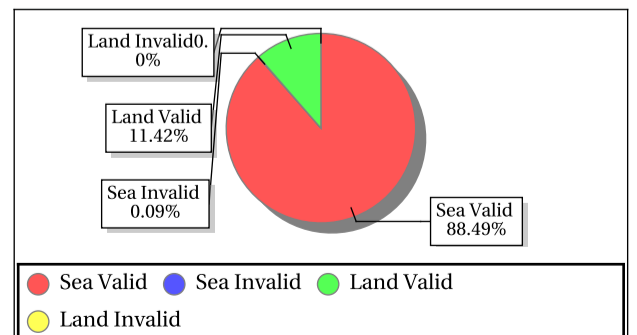 Land Invalid0.
0%
Land Valid
11.42%
Sea Invalid
0.09%
Sea Valid
88.49%
Sea Valid Sea Invalid Land Valid
Land Invalid